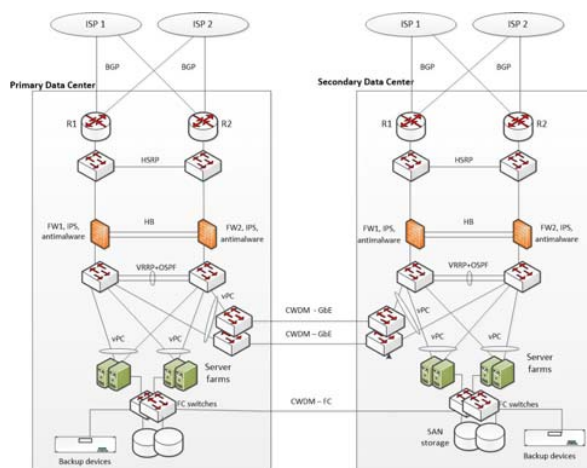 ISP 1
ISP 2
ISP 1
ISP 2
BGP
BGP
BGP
BGP
Primary Data Center
Secondary Data Center
R1
R2
R1
R2
HSRP
HSRP
FW1, IPS,
antimalware
HB
FW2, IPS,
antimalware
FW1, IPS,
antimalware
HB
FW2, IPS,
antimalware
VRRP+OSPF
VRRP+OSPF
vPC
vPC
CWDM - GbE
CWDM – GbE
vPC
vPC
vPC
vPC
Server
farms
Server
farms
FC switches
CWDM – FC
FC switches
SAN
storage
Backup devices
Backup devices